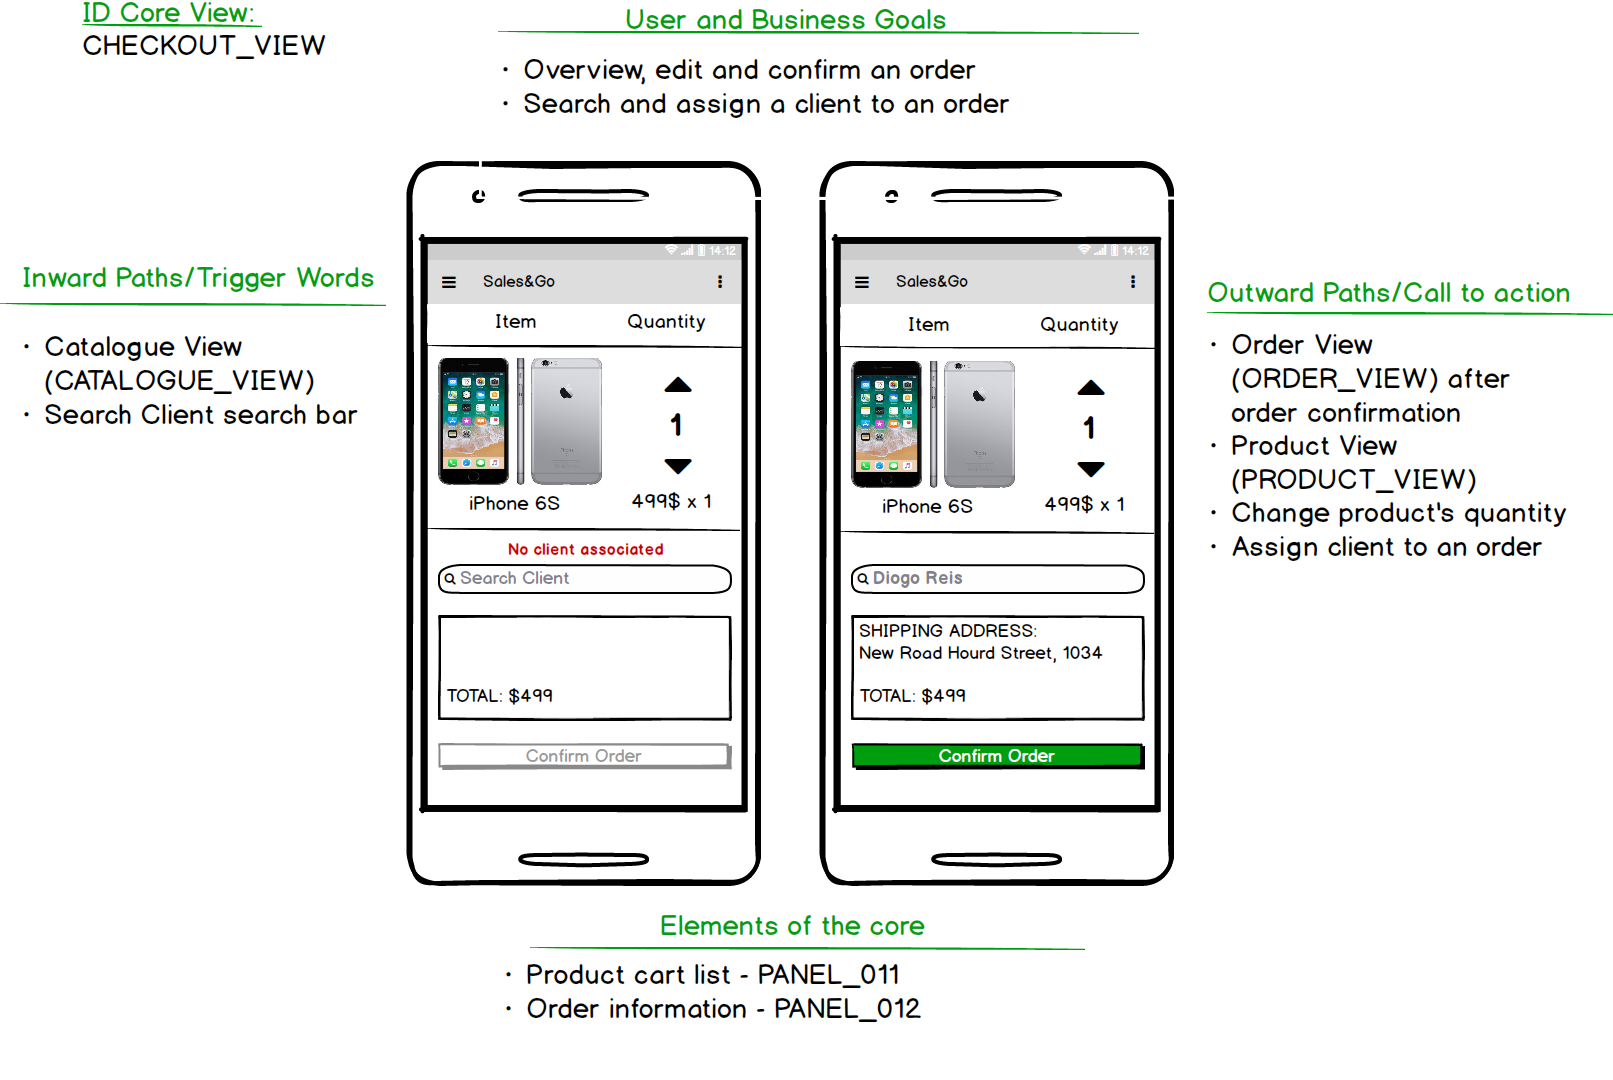 ID Core View:
CHECKOUT_VIEW
User and Business Goals
· Overview, edit and confirm an order
· Search and assign a client to an order
Inward Paths/Trigger Words
· Catalogue View
(CATALOGUE_VIEW)
· Search Client search bar
14:12
Sales&Go
Item Quantity
1
iPhone 6S 499$ x 1
No client associated
Search Client
TOTAL: $499
Confirm Order
14:12
Sales&Go
Item Quantity
1
iPhone 6S 499$ x 1
Diogo Reis
SHIPPING ADDRESS:
New Road Hourd Street, 1034
TOTAL: $499
Confirm Order
Outward Paths/Call to action
· Order View
(ORDER_VIEW) after
order confirmation
· Product View
(PRODUCT_VIEW)
· Change product's quantity
· Assign client to an order
Elements of the core
· Product cart list - PANEL_011
· Order information - PANEL_012